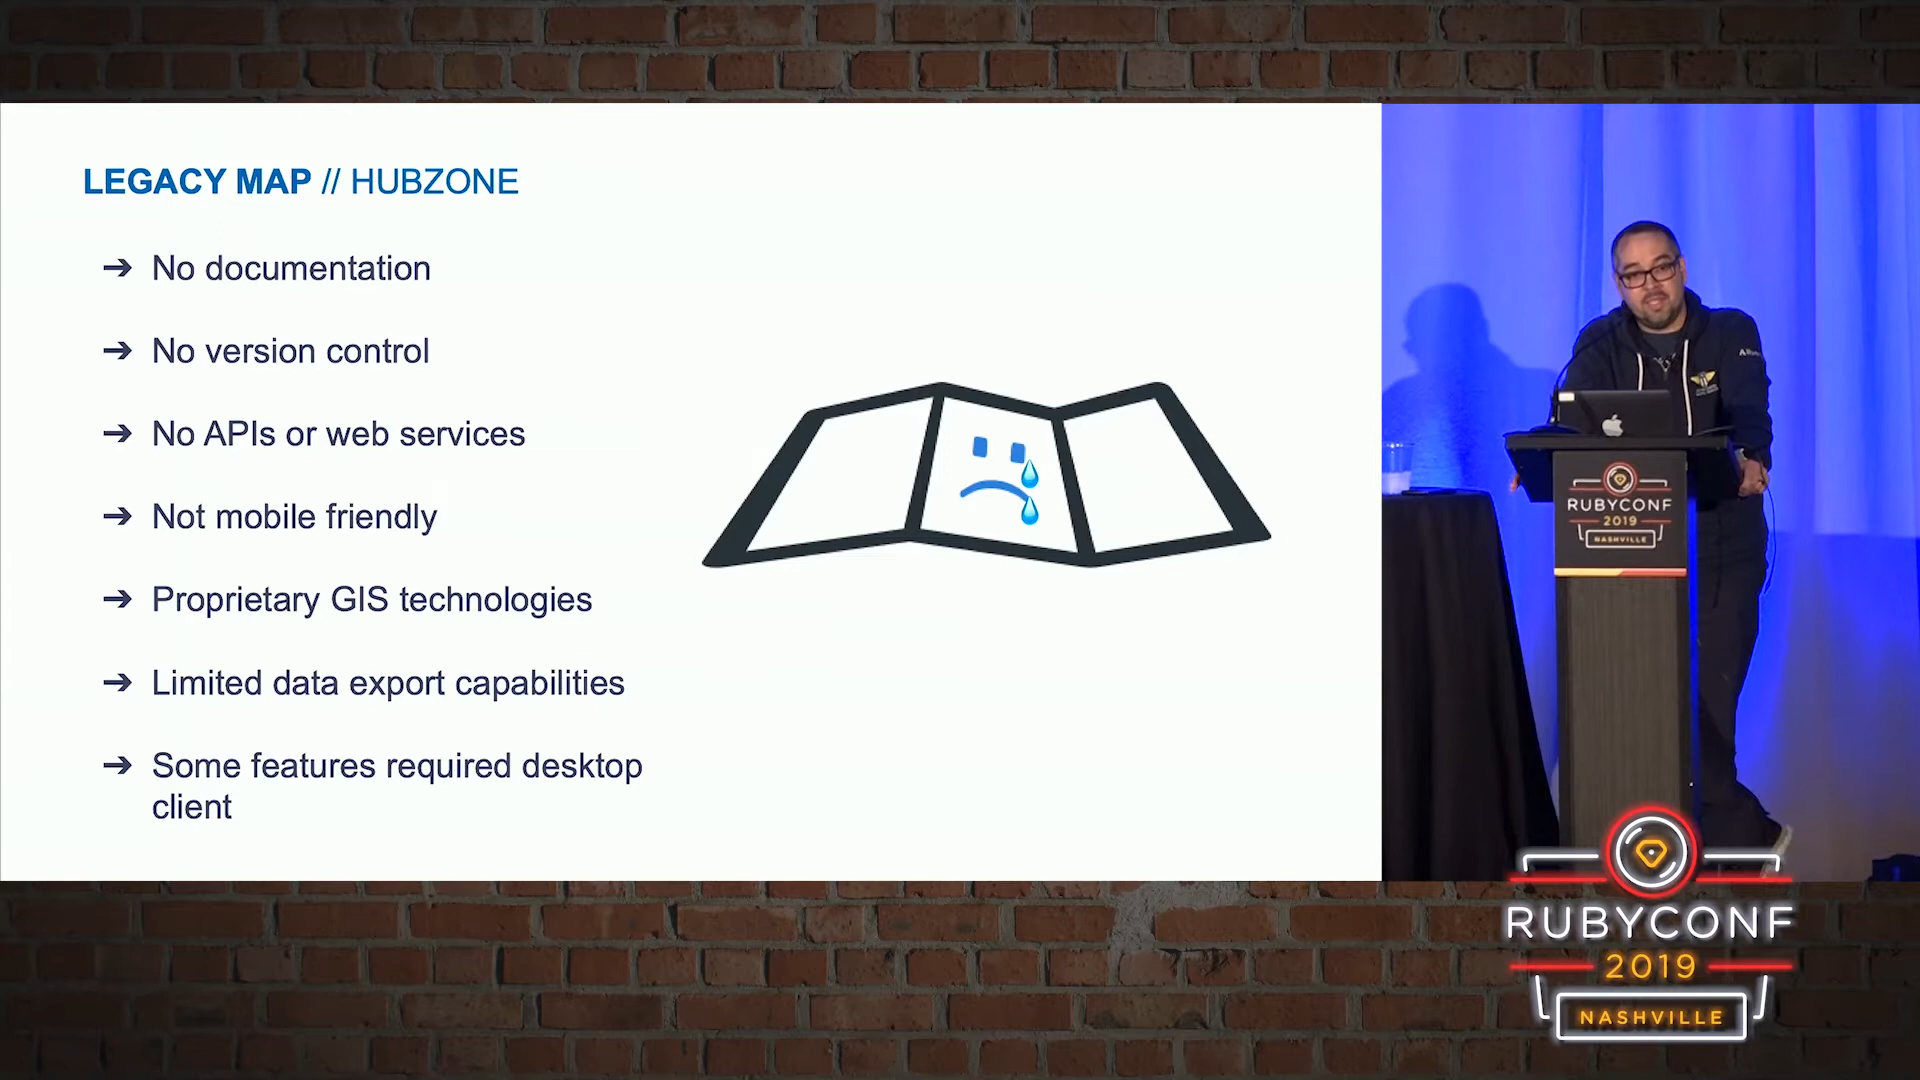 LEGACY MAP // HUBZONE
➔ No documentation
➔ No version control
➔ No APIs or web services
➔ Not mobile friendly
➔ Proprietary GIS technologies
➔ Limited data export capabilities
➔ Some features required desktop
client
RUBYCONF
2019
NASHVILLE
RUBYCONF
2019
NASHVILLE